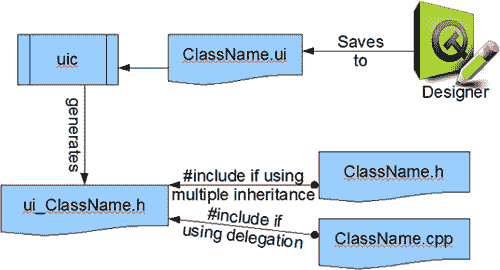 Saves
to
ClassName.ui
uic
Designer
generates
#include if using
multiple inheritance
ClassName.h
ui_ClassName.h
#include if
using delegation
ClassName.cpp